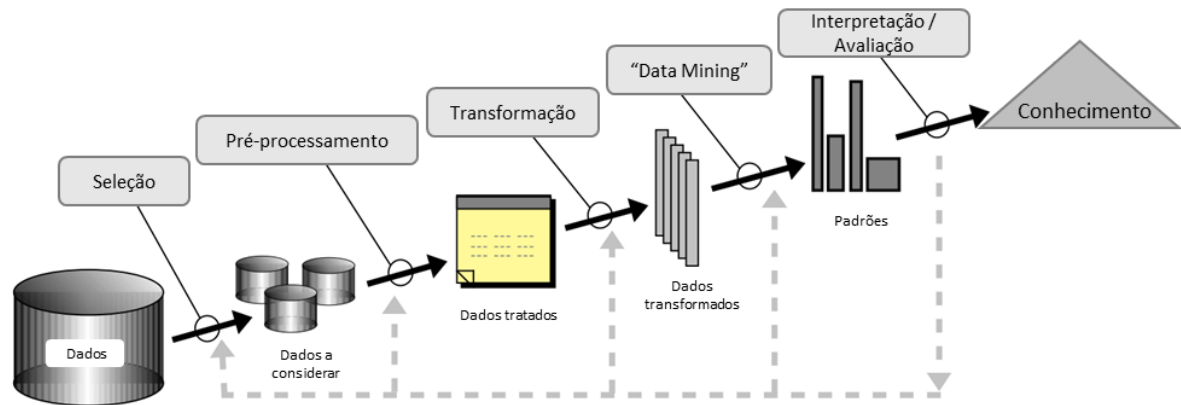 Interpretação /
Avaliação
"Data Mining"
Transformação
Pré-processamento
Seleção
Conhecimento
Padrões
Dados
transformados
Dados tratados
Dados a
considerar
Dados